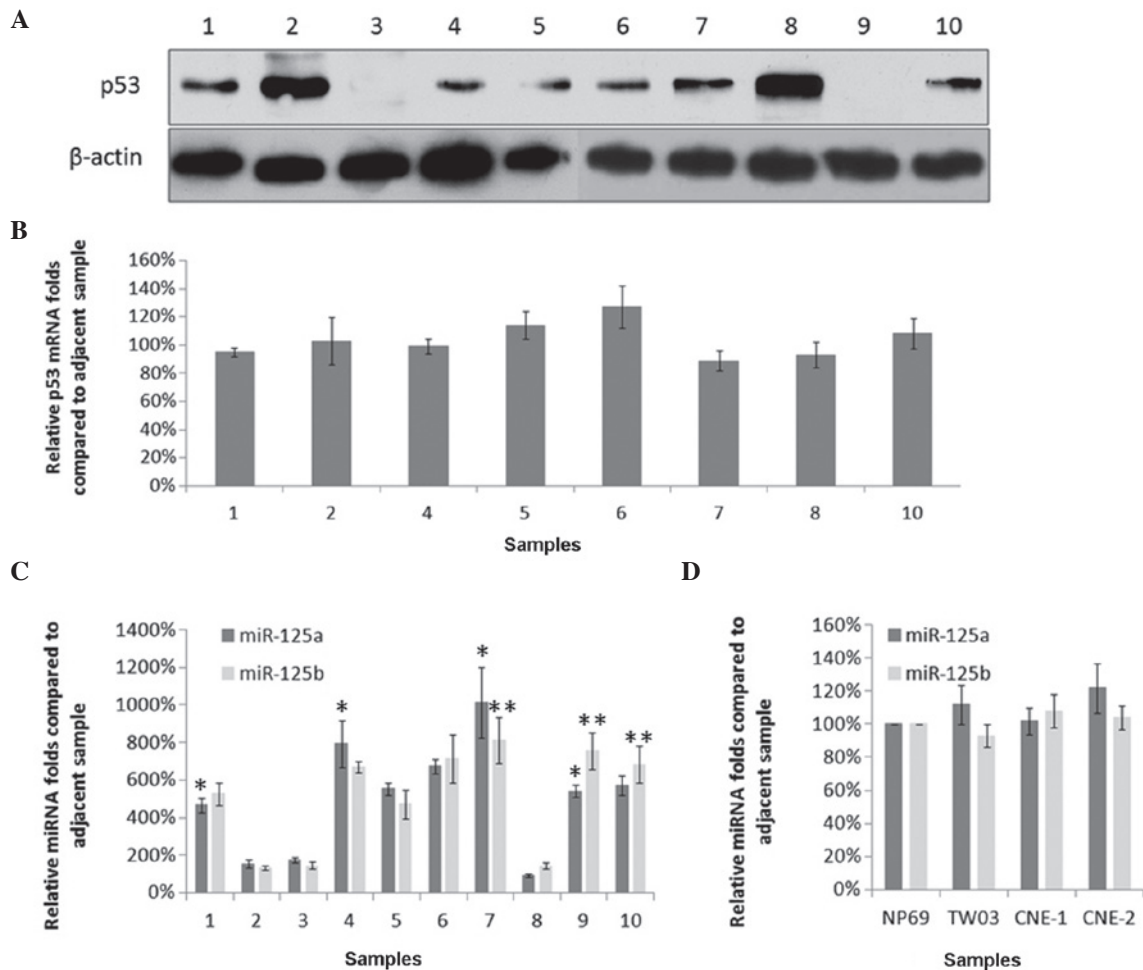 A
1 2 3 4 5 6 7 8 9 10
p53
β-actin
B
Relative p53 mRNA folds
compared to adjacent sample
160%
140%
120%
100%
80%
60%
40%
20%
0%
1 2 4 5 6 7 8 10
Samples
C
Relative miRNA folds compared to
adjacent sample
1400%
1200%
1000%
800%
600%
400%
200%
0%
miR-125a
miR-125b
* * * ** * ** **
1 2 3 4 5 6 7 8 9 10
Samples
D
Relative miRNA folds compared to
adjacent sample
160%
140%
120%
100%
80%
60%
40%
20%
0%
miR-125a
miR-125b
NP69 TW03 CNE-1 CNE-2
Samples